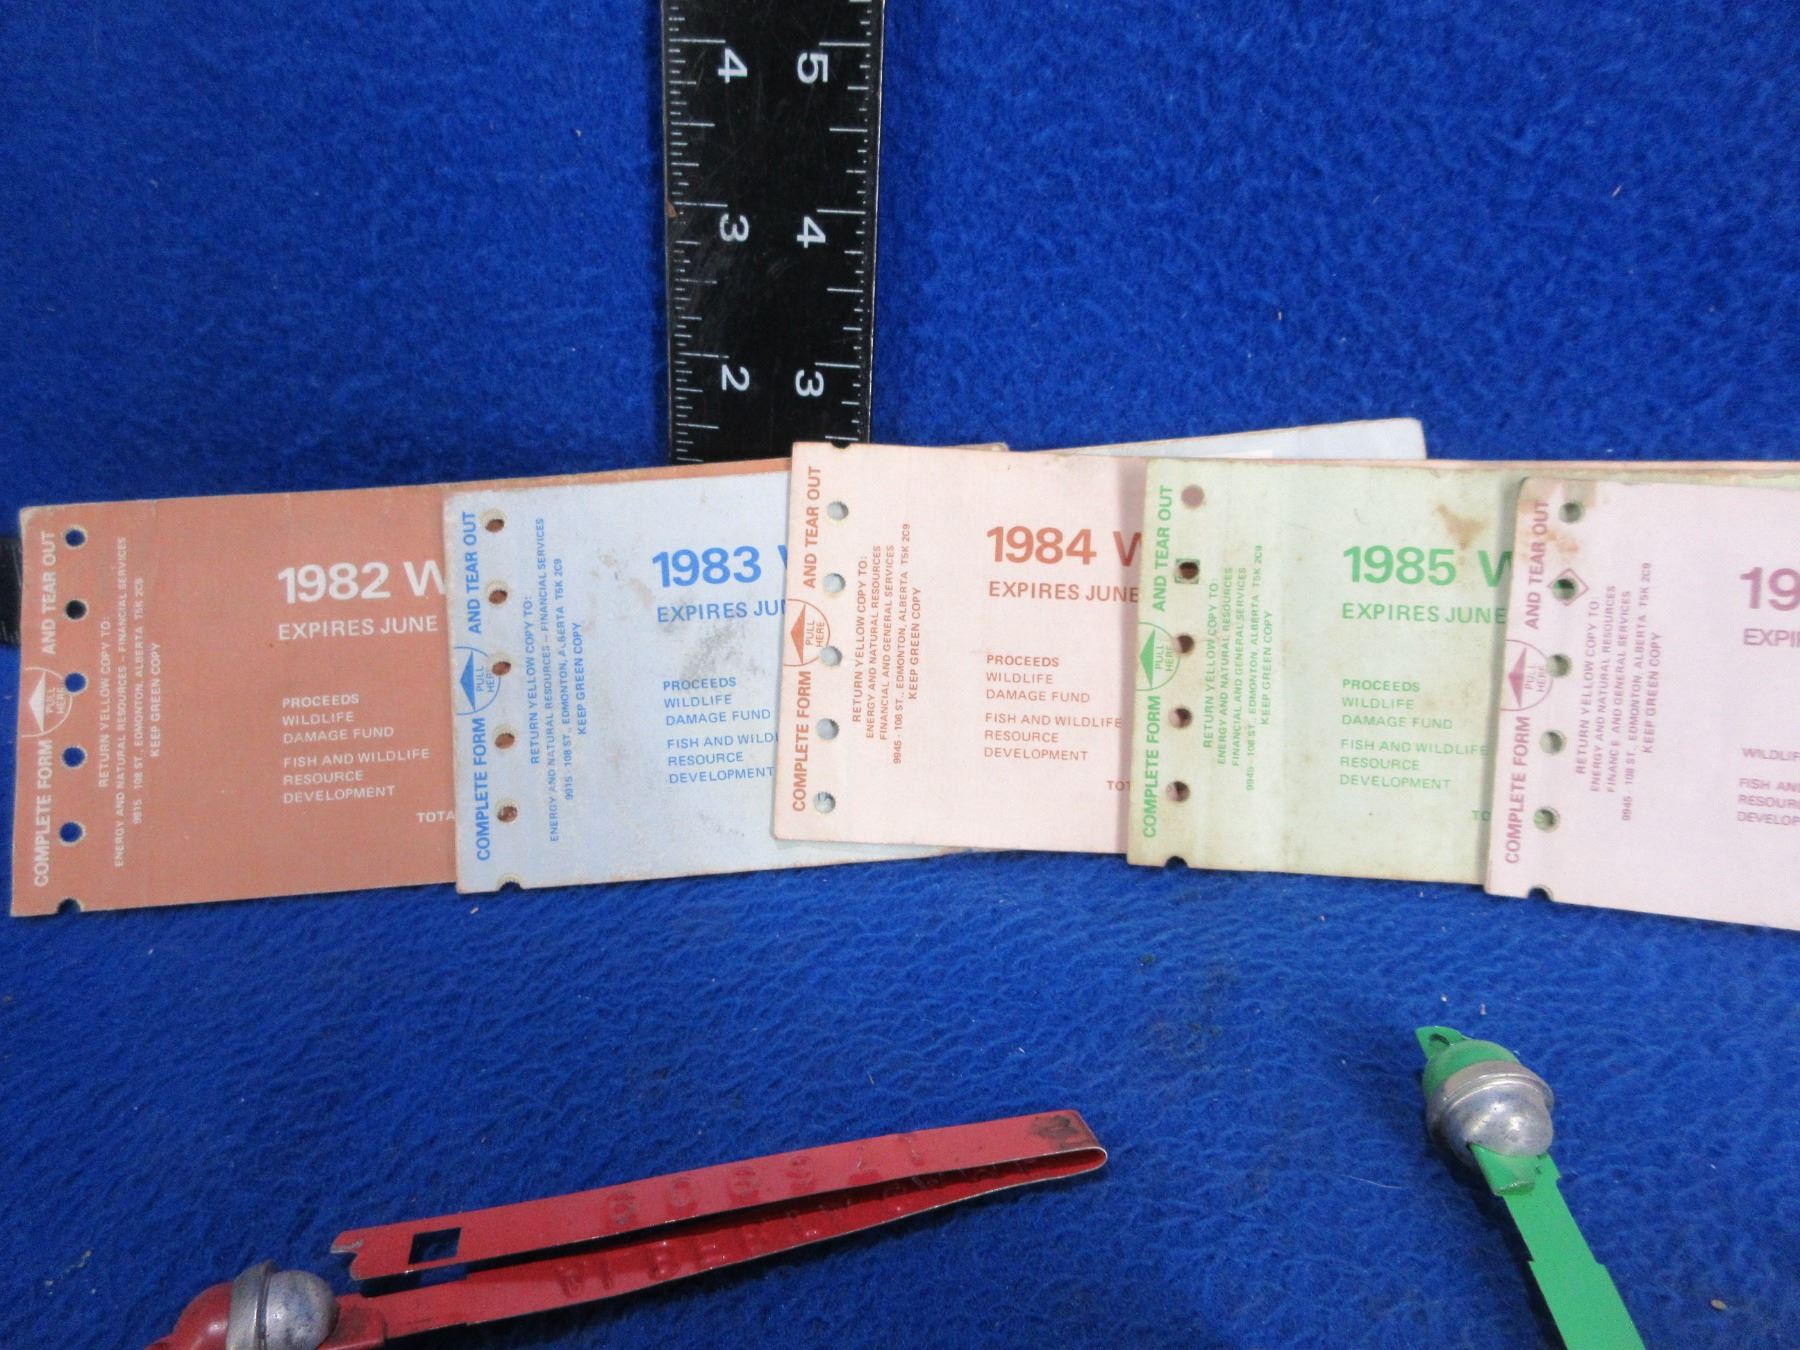 4 5
3 4
2 3
COMPLETE FORM AND TEAR OUT
PULL
HERE
RETURN YELLOW COPY TO:
ENERGY AND NATURAL RESOURCES – FINANCIAL SERVICES
9915 108 ST., EDMONTON, ALBERTA T5K 2C9
KEEP GREEN COPY
1982 W
EXPIRES JUNE
PROCEEDS
WILDLIFE
DAMAGE FUND
FISH AND WILDLIFE
RESOURCE
DEVELOPMENT
TOTA
COMPLETE FORM AND TEAR OUT
PULL
HERE
RETURN YELLOW COPY TO:
ENERGY AND NATURAL RESOURCES – FINANCIAL SERVICES
9915 108 ST., EDMONTON, ALBERTA T5K 2C9
KEEP GREEN COPY
1983
EXPIRES JUN
PROCEEDS
WILDLIFE
DAMAGE FUND
FISH AND WILDL
RESOURCE
DEVELOPMENT
COMPLETE FORM AND TEAR OUT
PULL
HERE
RETURN YELLOW COPY TO:
ENERGY AND NATURAL RESOURCES
FINANCIAL AND GENERAL SERVICES
9945 - 108 ST., EDMONTON, ALBERTA T5K 2C9
KEEP GREEN COPY
1984 W
EXPIRES JUNE
PROCEEDS
WILDLIFE
DAMAGE FUND
FISH AND WILDLIFE
RESOURCE
DEVELOPMENT
TOT
COMPLETE FORM AND TEAR OUT
PULL
HERE
RETURN YELLOW COPY TO:
ENERGY AND NATURAL RESOURCES
FINANCIAL AND GENERAL SERVICES
9945 - 108 ST., EDMONTON, ALBERTA T5K 2C9
KEEP GREEN COPY
1985 W
EXPIRES JUNE
PROCEEDS
WILDLIFE
DAMAGE FUND
FISH AND WILDLIFE
RESOURCE
DEVELOPMENT
TO
COMPLETE FORM AND TEAR OUT
PULL
HERE
RETURN YELLOW COPY TO
ENERGY AND NATURAL RESOURCES
FINANCE AND GENERAL SERVICES
9945 108 ST., EDMONTON, ALBERTA T5K 2C9
KEEP GREEN COPY
19
EXPI
WILDLIF
FISH AND
RESOURC
DEVELOP